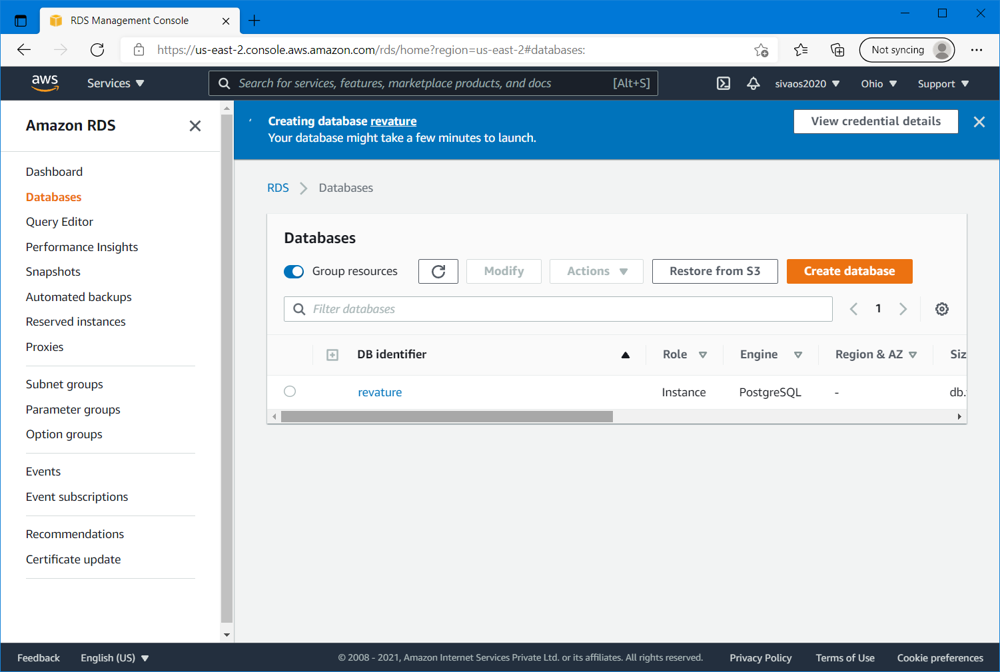 RDS Management Console
https://us-east-2.console.aws.amazon.com/rds/home?region=us-east-2#databases:
Not syncing
aws
Services
Search for services, features, marketplace products, and docs [Alt+S]
sivaos2020
Ohio
Support
Amazon RDS
Dashboard
Databases
Query Editor
Performance Insights
Snapshots
Automated backups
Reserved instances
Proxies
Subnet groups
Parameter groups
Option groups
Events
Event subscriptions
Recommendations
Certificate update
Creating database revature
Your database might take a few minutes to launch.
View credential details
RDS
Databases
Databases
Group resources
Modify
Actions
Restore from S3
Create database
Filter databases
1
DB identifier Role Engine Region & AZ Siz
revature Instance PostgreSQL - db.
Feedback
English (US)
© 2008 - 2021, Amazon Internet Services Private Ltd. or its affiliates. All rights reserved.
Privacy Policy
Terms of Use
Cookie preferences